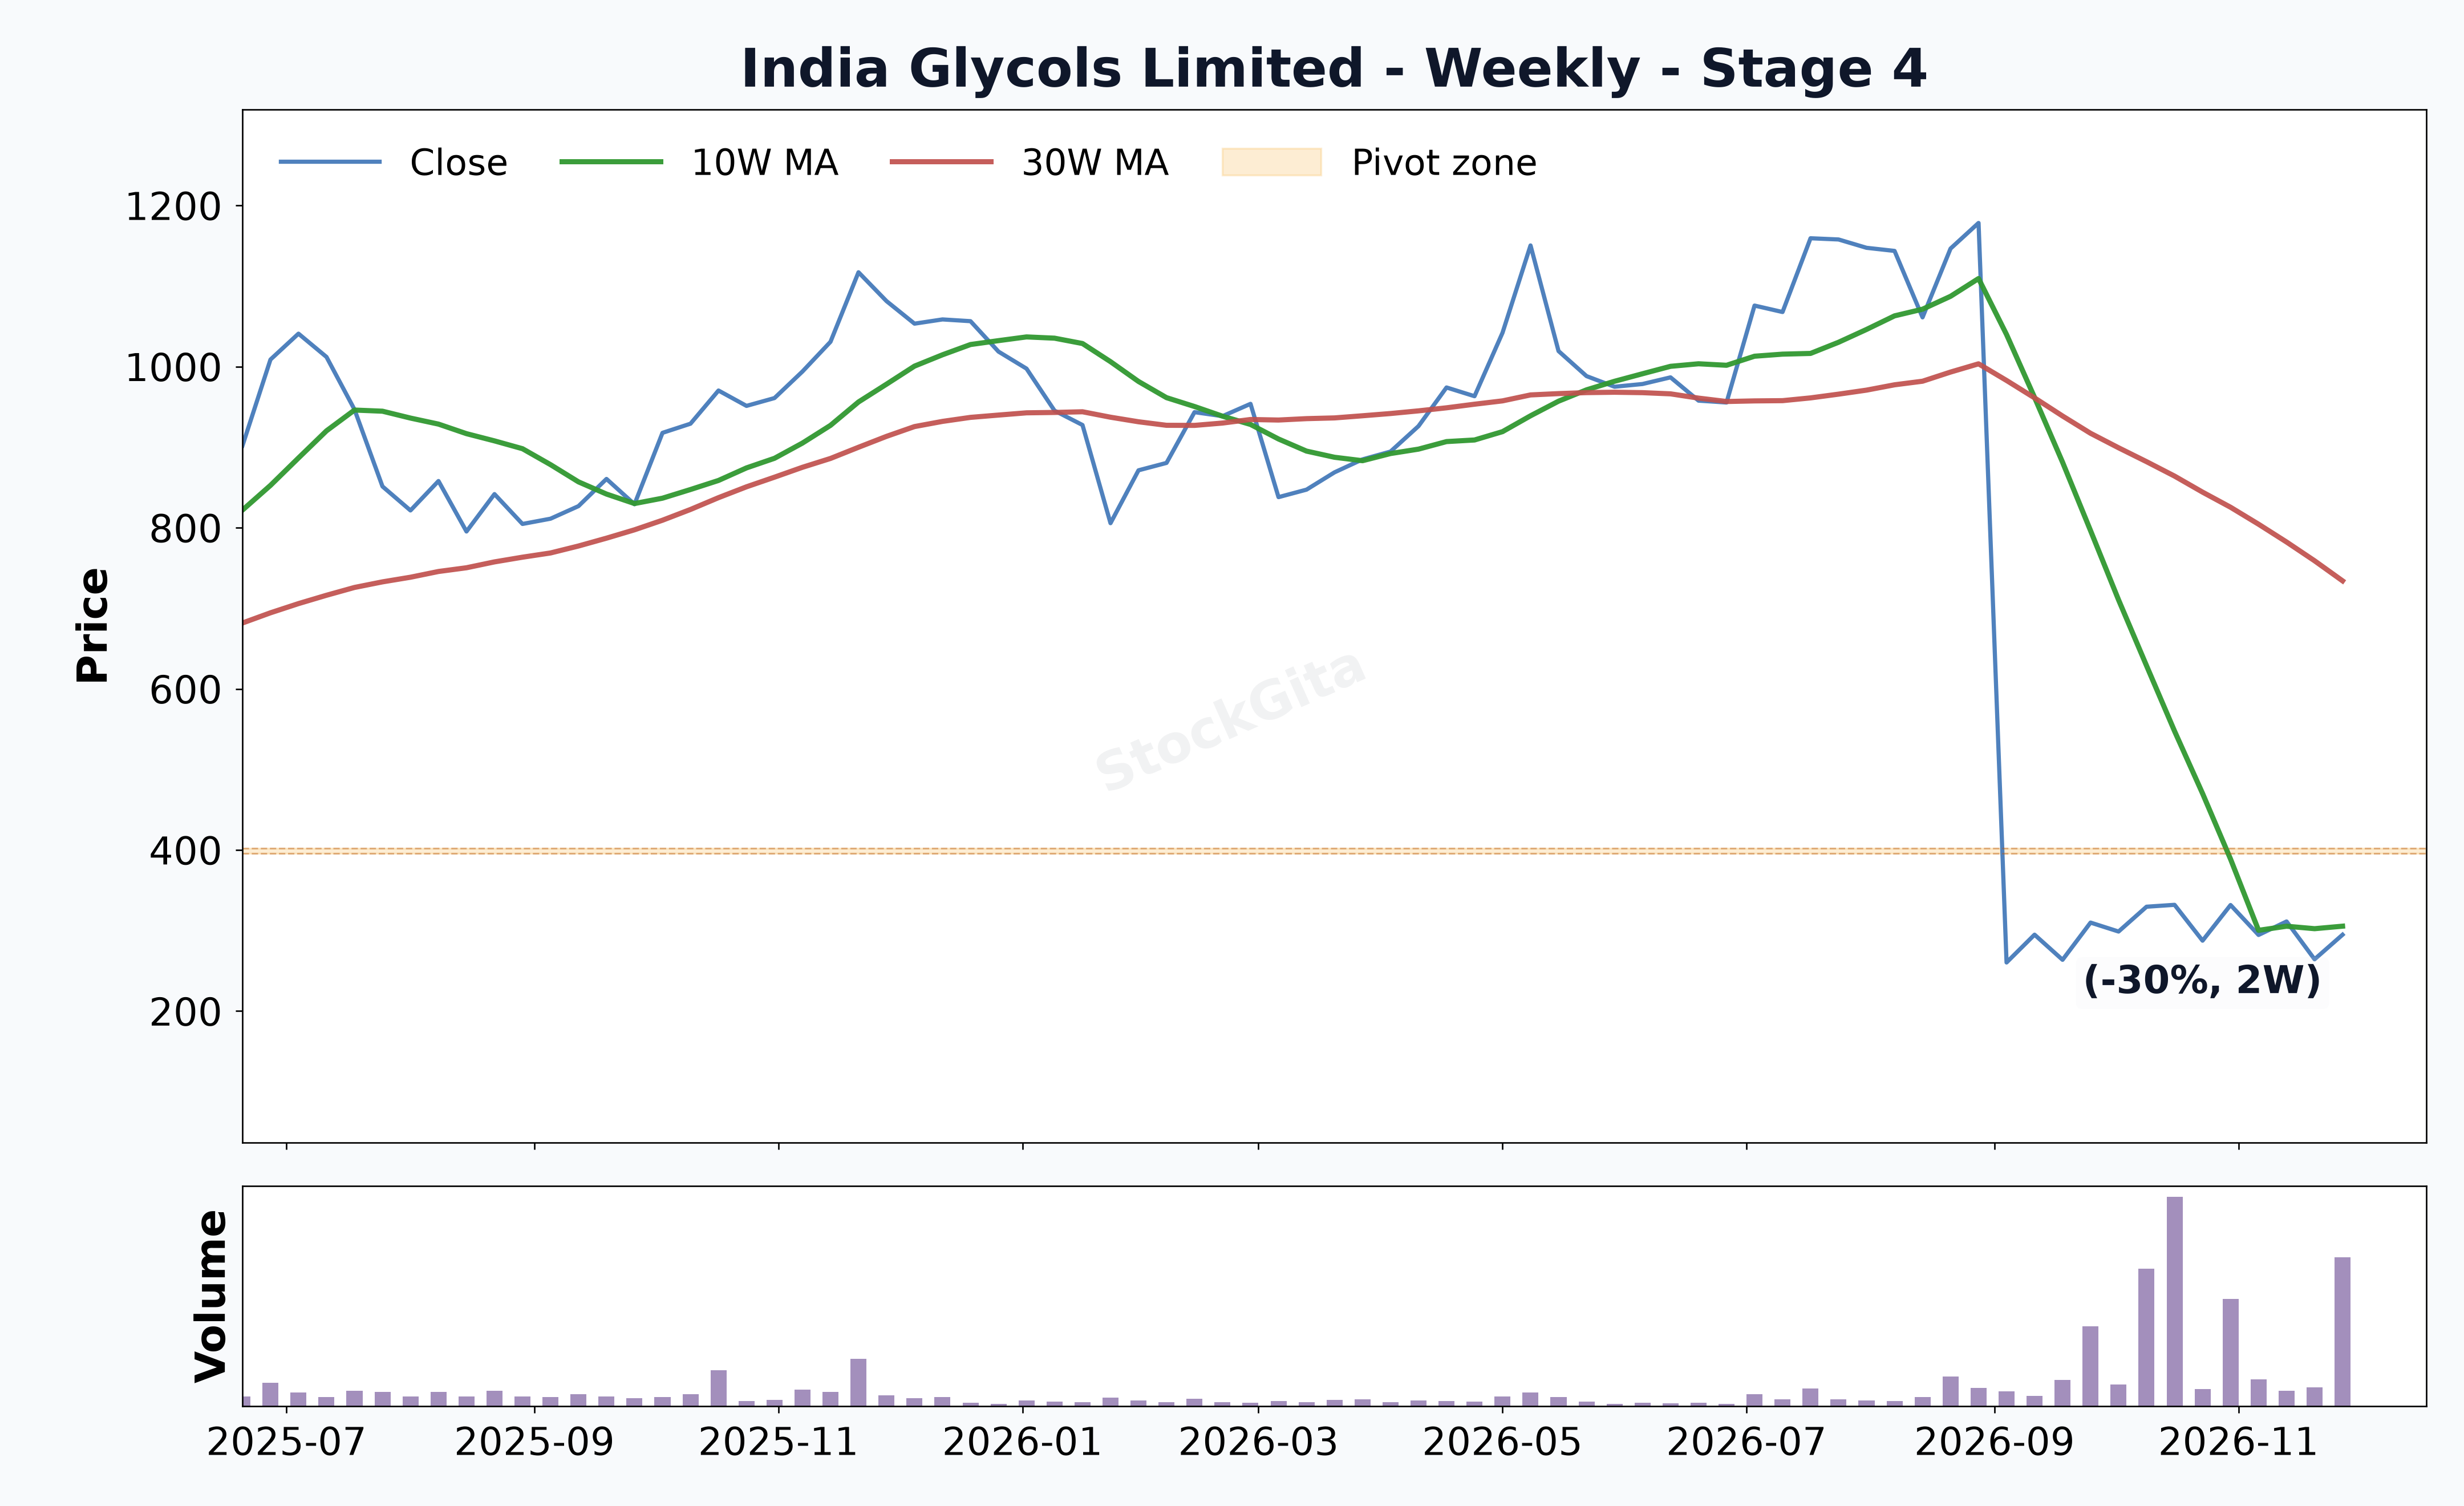 India Glycols Limited - Weekly - Stage 4
Close 10W MA 30W MA Pivot zone
Price
1200
1000
800
600
400
200
StockGita
(-30%, 2W)
Volume
2025-07 2025-09 2025-11 2026-01 2026-03 2026-05 2026-07 2026-09 2026-11